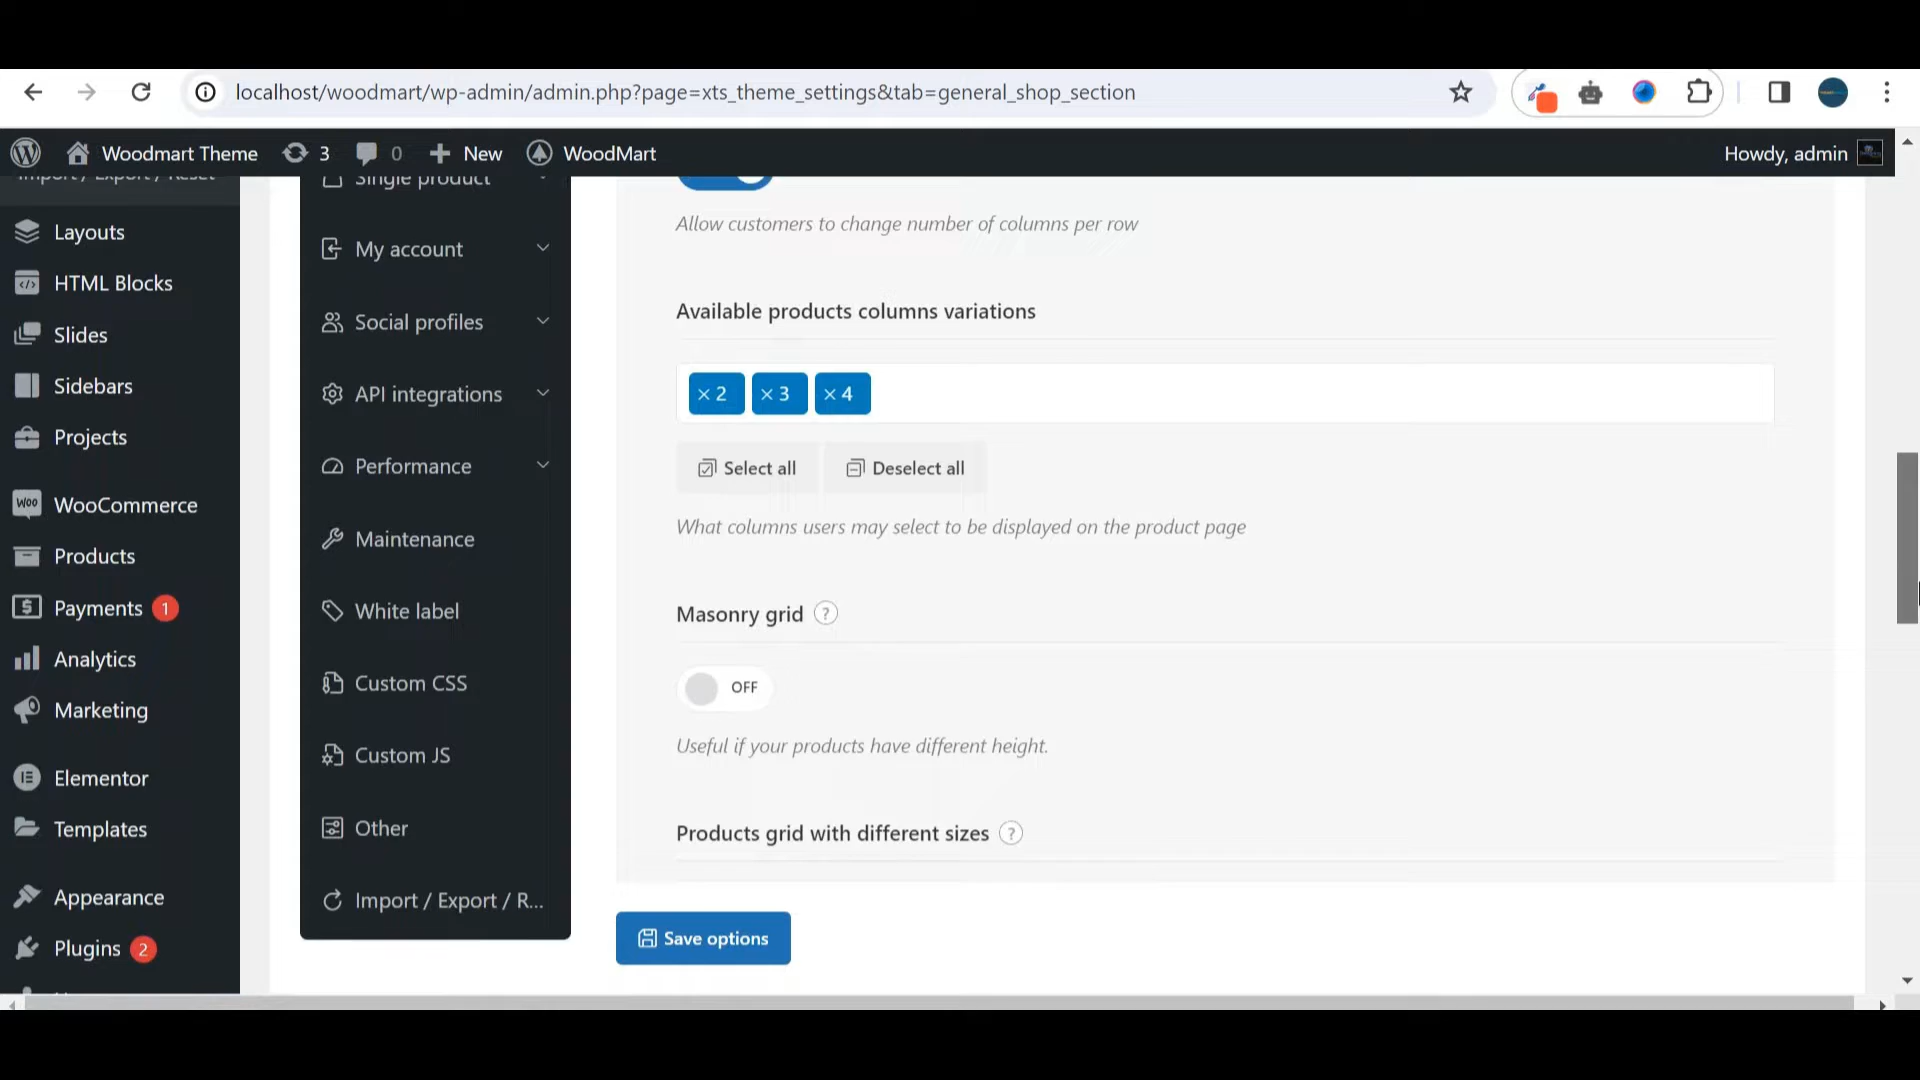 localhost/woodmart/wp-admin/admin.php?page=xts_theme_settings&tab=general_shop_section
Woodmart Theme 3 0 New WoodMart Howdy, admin
Import / Export / Reset
Layouts
HTML Blocks
Slides
Sidebars
Projects
WooCommerce
Products
Payments 1
Analytics
Marketing
Elementor
Templates
Appearance
Plugins 2
Single product
My account
Social profiles
API integrations
Performance
Maintenance
White label
Custom CSS
Custom JS
Other
Import / Export / R...
Allow customers to change number of columns per row
Available products columns variations
× 2 × 3 × 4
Select all Deselect all
What columns users may select to be displayed on the product page
Masonry grid ?
OFF
Useful if your products have different height.
Products grid with different sizes ?
Save options